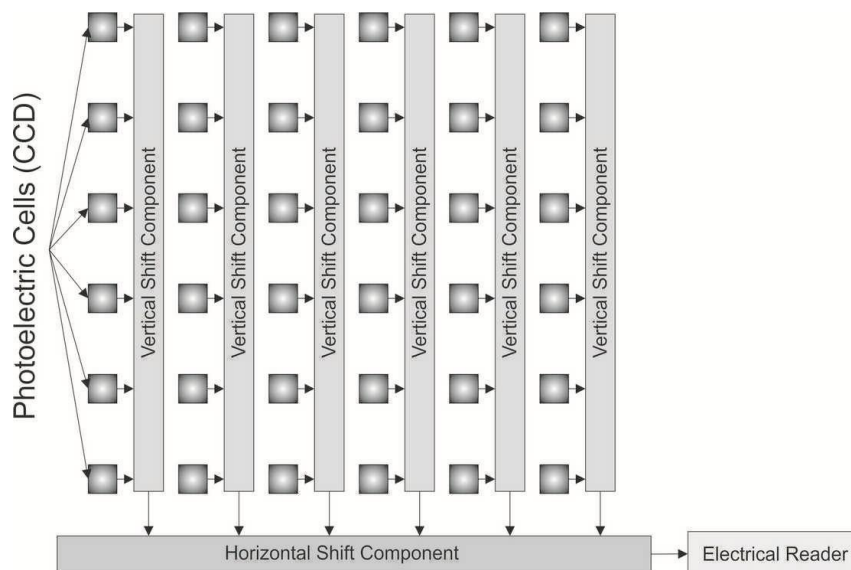 Photoelectric Cells (CCD)
Vertical Shift Component
Vertical Shift Component
Vertical Shift Component
Vertical Shift Component
Vertical Shift Component
Vertical Shift Component
Horizontal Shift Component
Electrical Reader